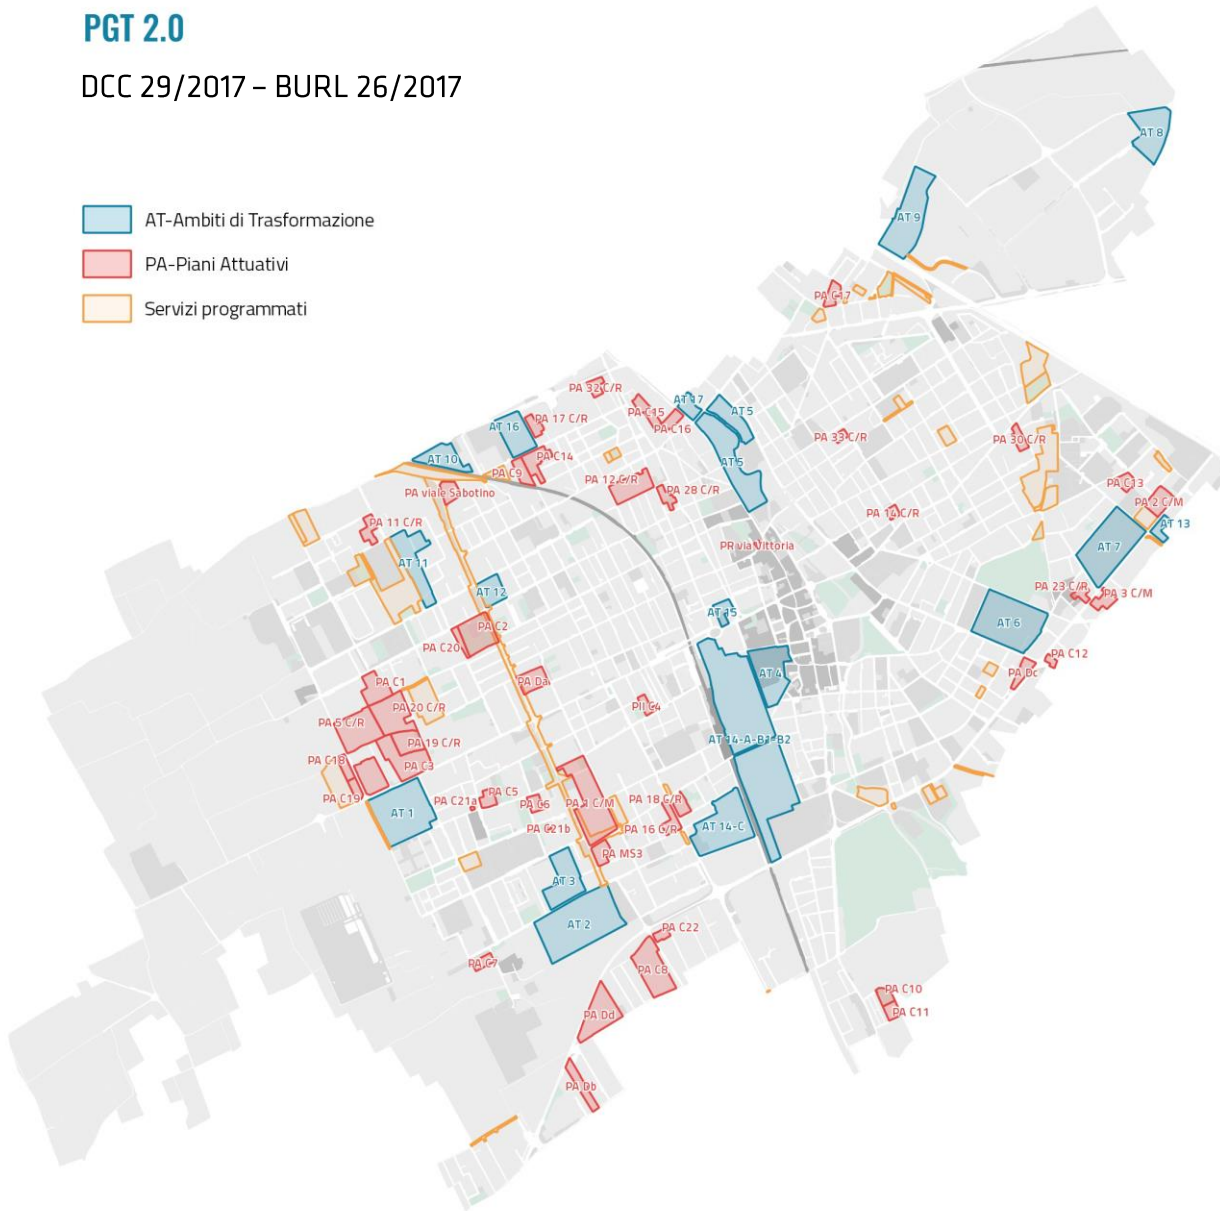 PGT 2.0
DCC 29/2017 – BURL 26/2017
AT-Ambiti di Trasformazione
PA-Piani Attuativi
Servizi programmati
AT 8
AT 9
PA C17
PA 32 C/R
AT 17
AT 5
PA C15
PA C16
AT 16
PA 17 C/R
PA 33 C/R
PA 30 C/R
AT 10
PA C14
PA C9
AT 5
PA 12 C/R
PA 28 C/R
PA viale Sabotino
PA C13
PA 2 C/M
PA 14 C/R
PA 11 C/R
AT 13
PR via Vittoria
AT 7
AT 11
AT 12
PA 23 C/R
PA 3 C/M
AT 15
AT 6
PA C2
PA C20
PA C12
PA Dc
AT 4
PA C1
PA Da
PA 20 C/R
PII C4
PA 5 C/R
PA 19 C/R
AT 14-A-B1-B2
PA C18
PA C3
PA C19
PA C21a
PA C5
PA C6
PA 1 C/M
PA 18 C/R
AT 1
PA C21b
PA 16 C/R
AT 14-C
PA MS3
AT 3
AT 2
PA C22
PA C7
PA C8
PA C10
PA C11
PA Dd
PA Db